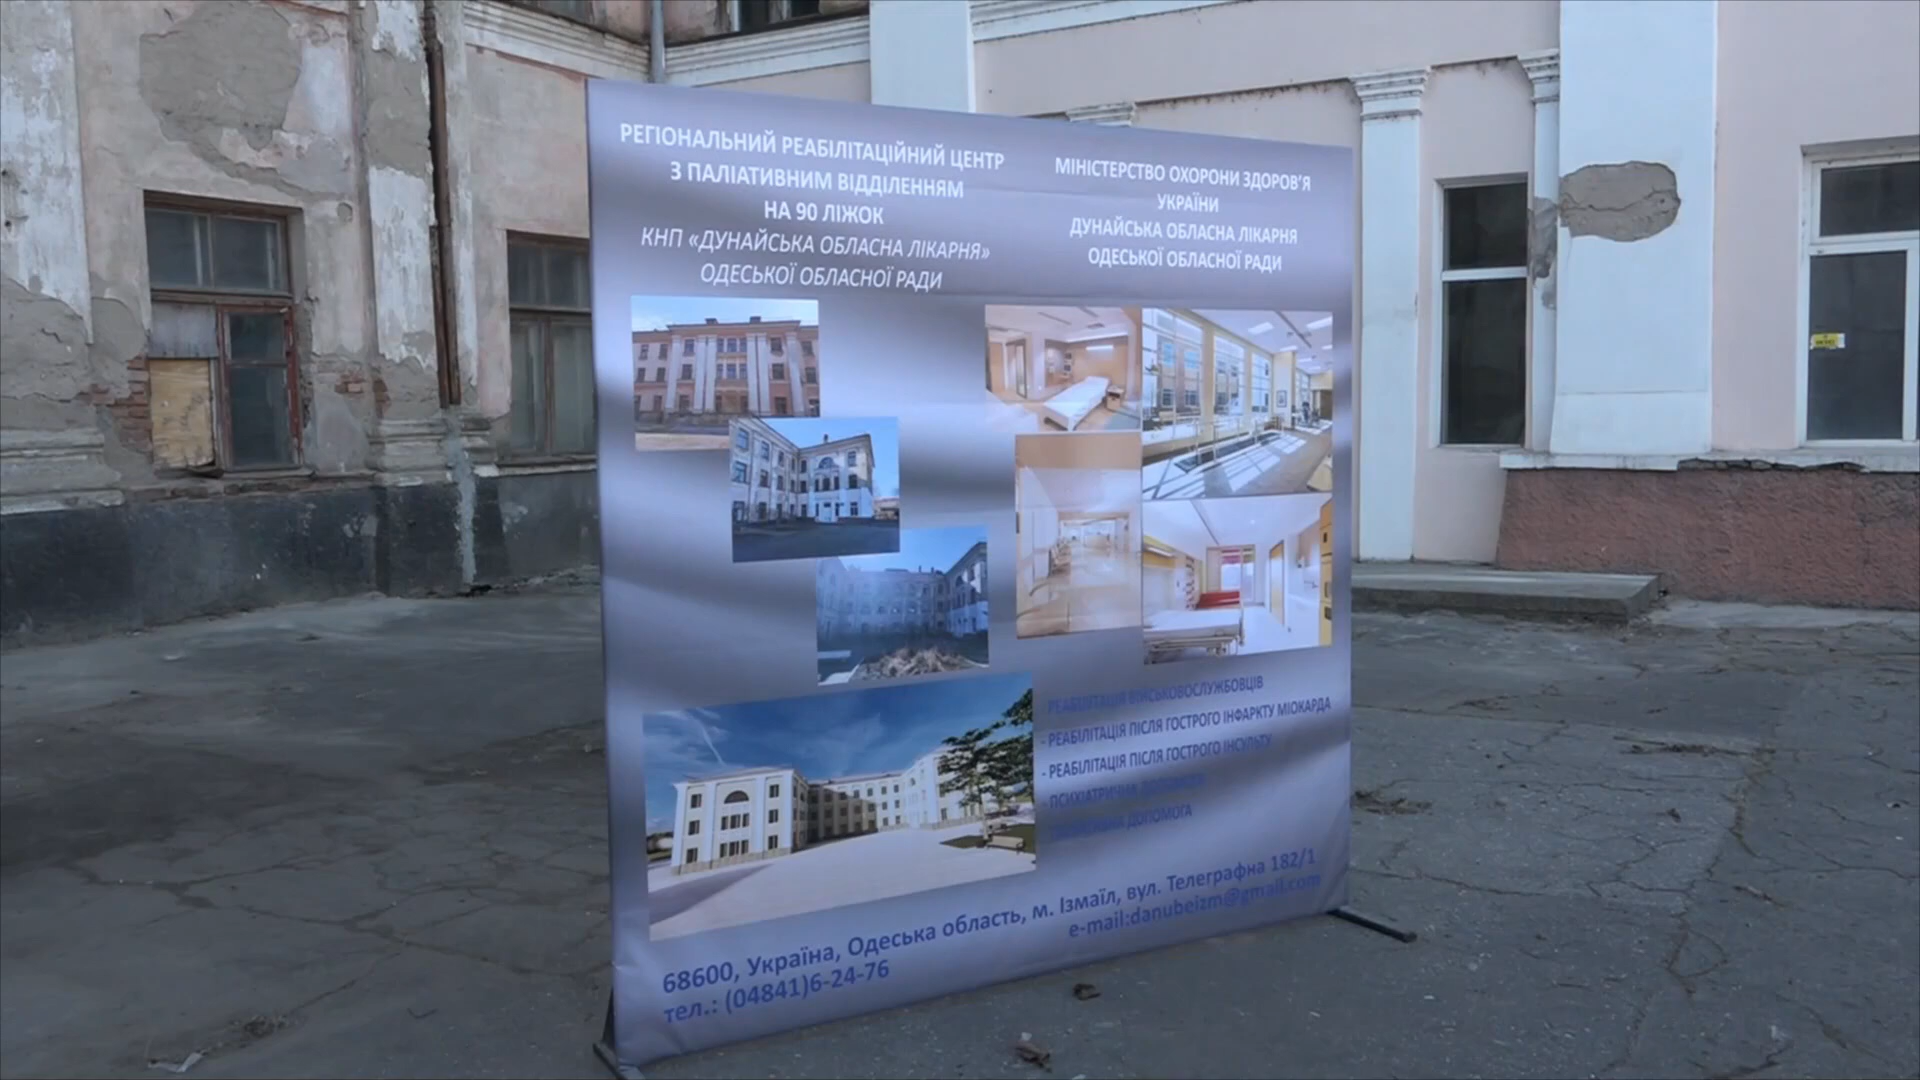 РЕГІОНАЛЬНИЙ РЕАБІЛІТАЦІЙНИЙ ЦЕНТР
З ПАЛІАТИВНИМ ВІДДІЛЕННЯМ
НА 90 ЛІЖОК
КНП «ДУНАЙСЬКА ОБЛАСНА ЛІКАРНЯ»
ОДЕСЬКОЇ ОБЛАСНОЇ РАДИ
МІНІСТЕРСТВО ОХОРОНИ ЗДОРОВ'Я
УКРАЇНИ
ДУНАЙСЬКА ОБЛАСНА ЛІКАРНЯ
ОДЕСЬКОЇ ОБЛАСНОЇ РАДИ
РЕАБІЛІТАЦІЯ ВІЙСЬКОВОСЛУЖБОВЦІВ
- РЕАБІЛІТАЦІЯ ПІСЛЯ ГОСТРОГО ІНФАРКТУ МІОКАРДА
- РЕАБІЛІТАЦІЯ ПІСЛЯ ГОСТРОГО ІНСУЛЬТУ
- ПСИХІАТРИЧНА ДОПОМОГА
ДОПОМОГА
68600, Україна, Одеська область, м. Ізмаїл, вул. Телеграфна 182/1
тел.: (04841)6-24-76
e-mail:danubeizm@gmail.com